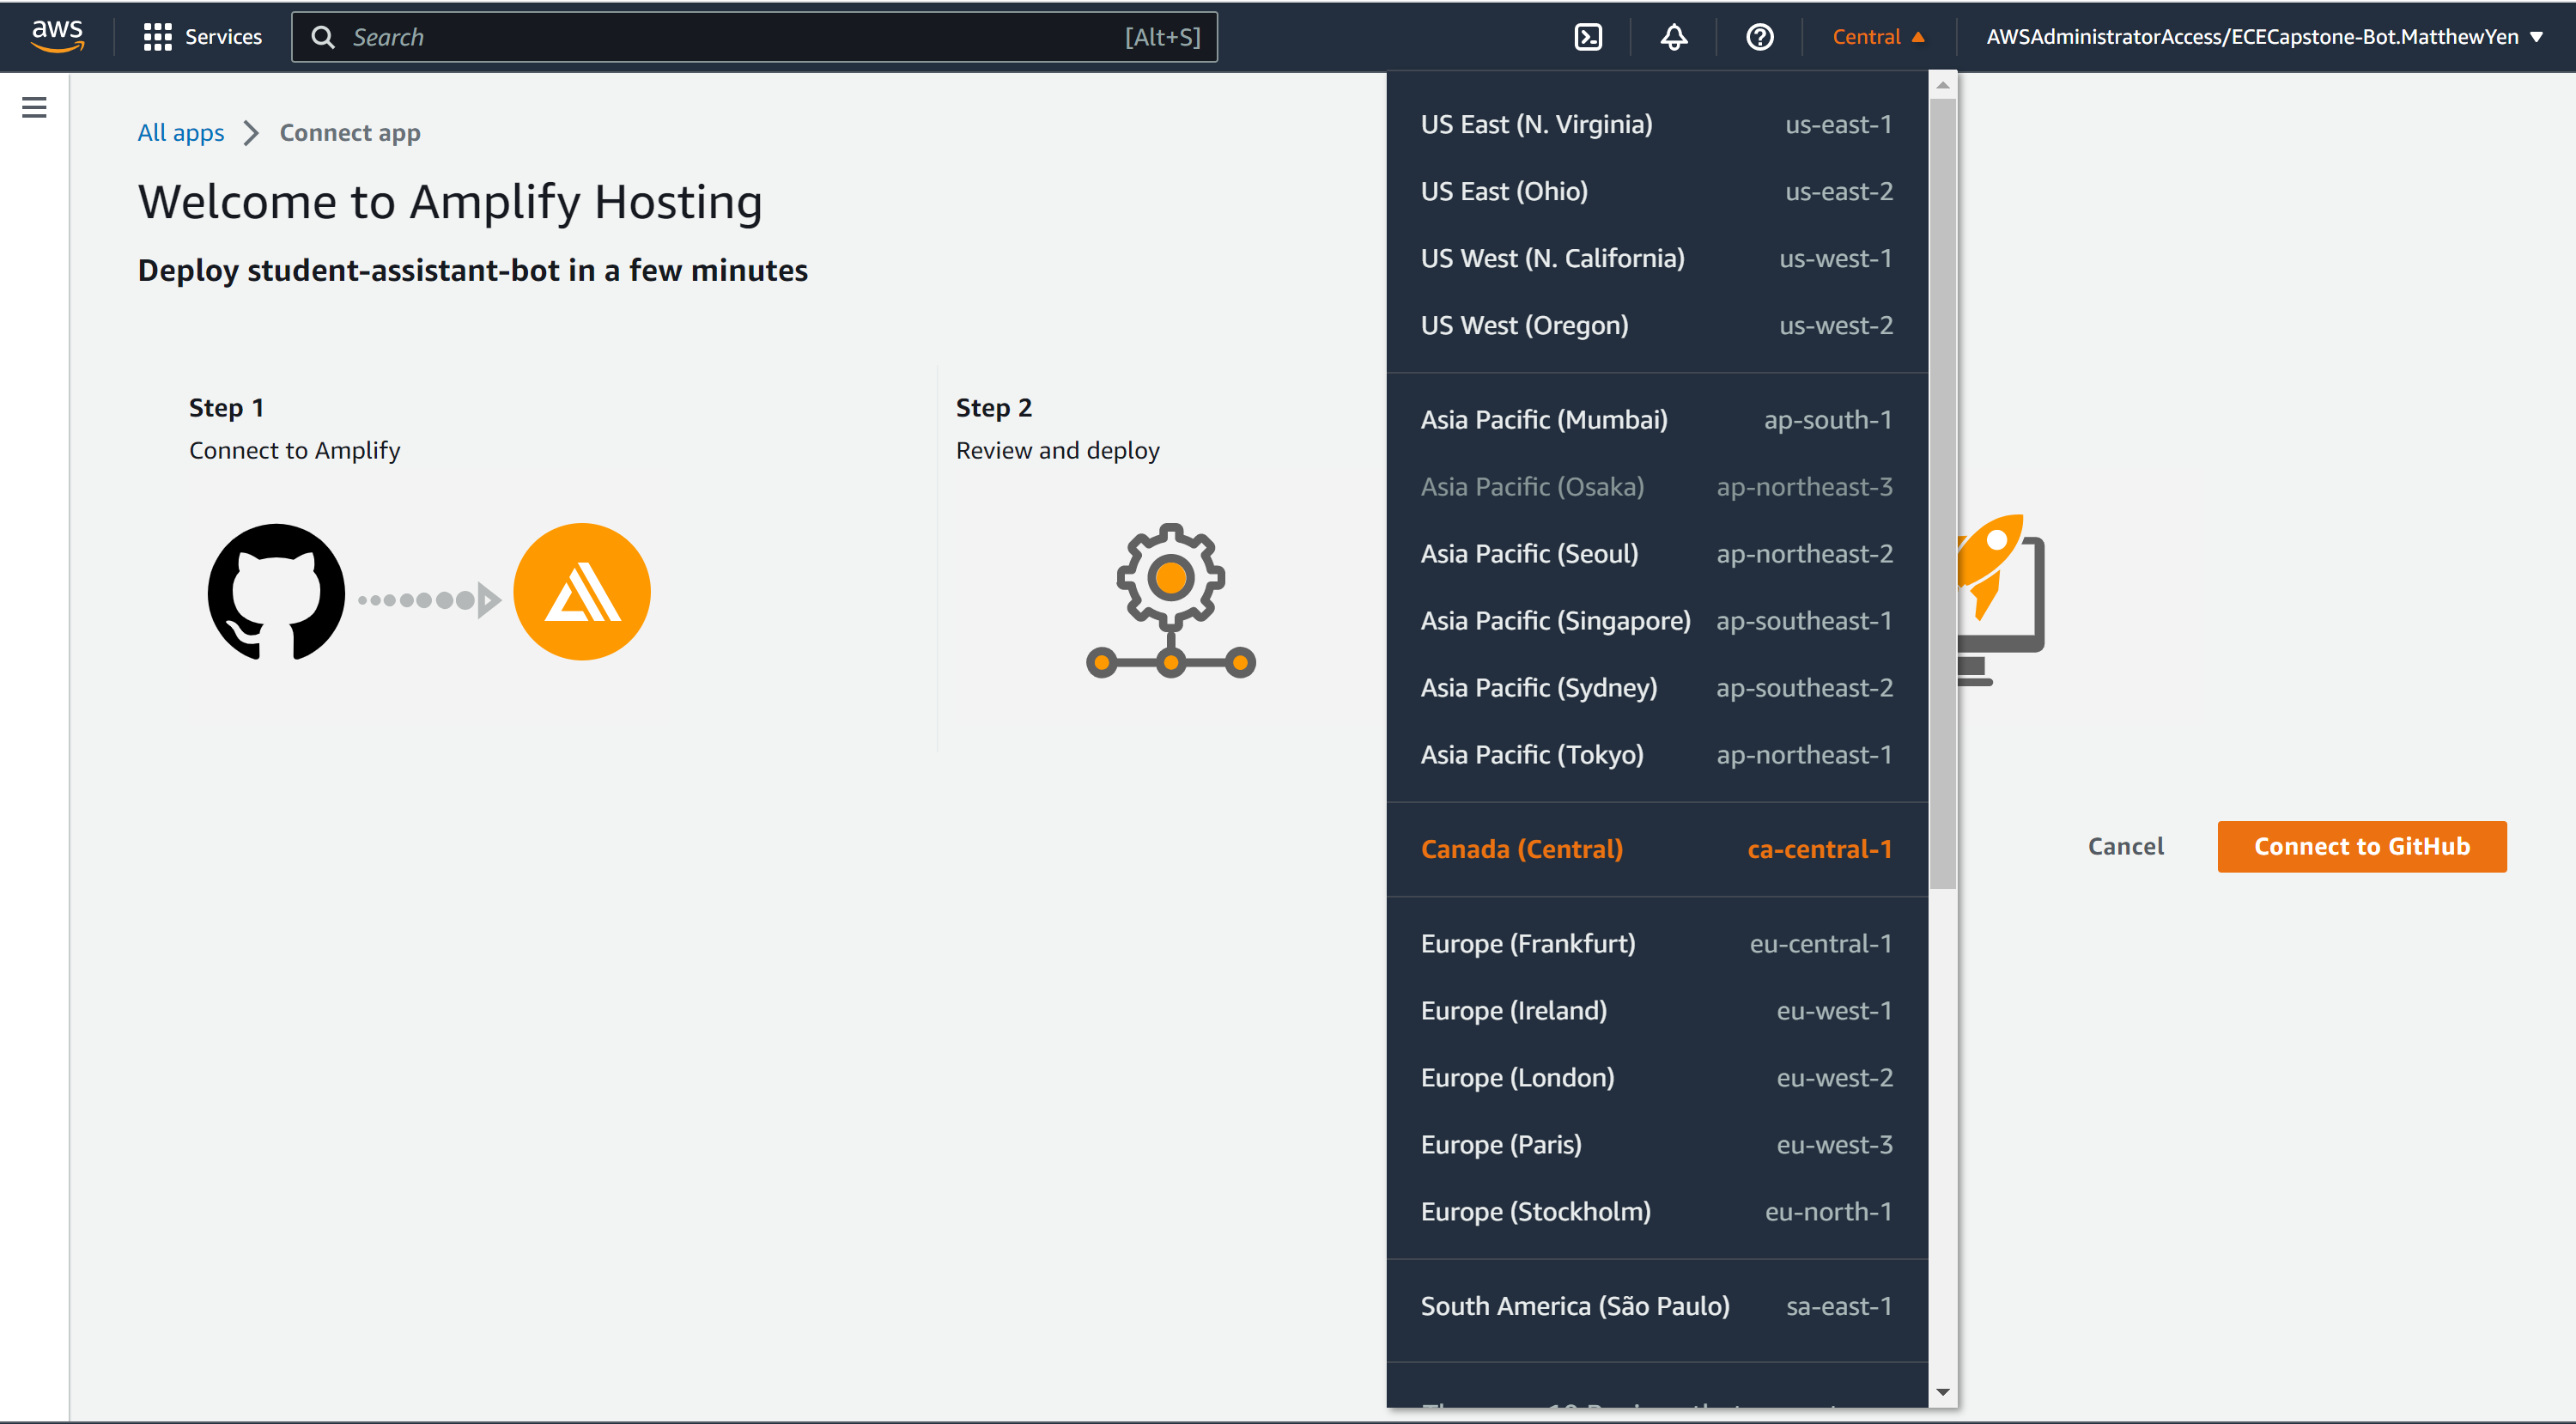 aws Services Search [Alt+S] Central AWSAdministratorAccess/ECECapstone-Bot.MatthewYen
All apps Connect app
Welcome to Amplify Hosting
Deploy student-assistant-bot in a few minutes
Step 1
Connect to Amplify
Step 2
Review and deploy
US East (N. Virginia) us-east-1
US East (Ohio) us-east-2
US West (N. California) us-west-1
US West (Oregon) us-west-2
Asia Pacific (Mumbai) ap-south-1
Asia Pacific (Osaka) ap-northeast-3
Asia Pacific (Seoul) ap-northeast-2
Asia Pacific (Singapore) ap-southeast-1
Asia Pacific (Sydney) ap-southeast-2
Asia Pacific (Tokyo) ap-northeast-1
Canada (Central) ca-central-1
Europe (Frankfurt) eu-central-1
Europe (Ireland) eu-west-1
Europe (London) eu-west-2
Europe (Paris) eu-west-3
Europe (Stockholm) eu-north-1
South America (São Paulo) sa-east-1
Cancel Connect to GitHub